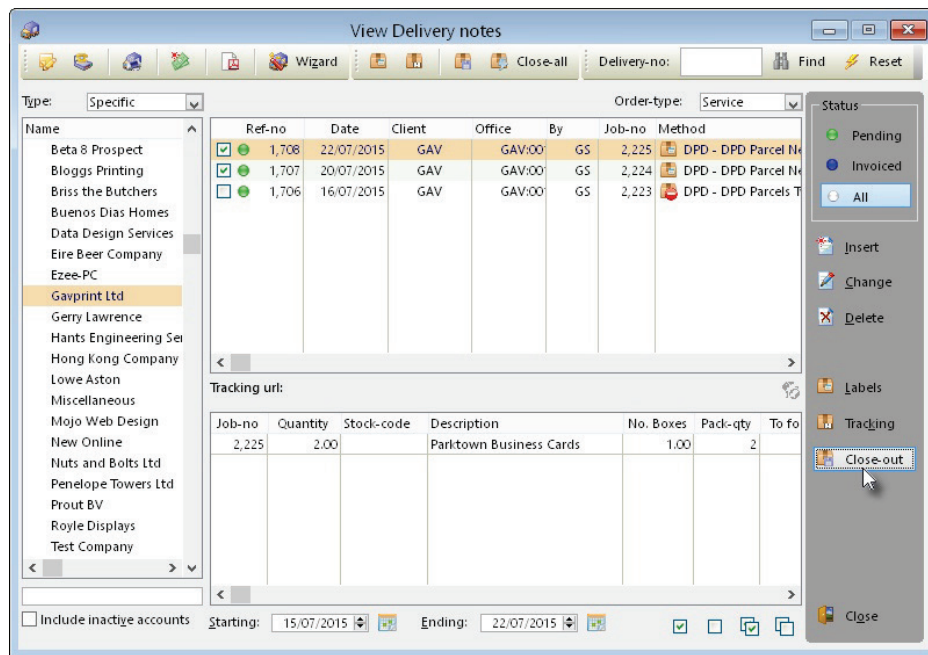 View Delivery notes
Wizard Close-all Delivery-no: Find Reset
Type: Specific Order-type: Service
Name
Beta 8 Prospect
Bloggs Printing
Briss the Butchers
Buenos Dias Homes
Data Design Services
Eire Beer Company
Ezee-PC
Gavprint Ltd
Gerry Lawrence
Hants Engineering Se
Hong Kong Company
Lowe Aston
Miscellaneous
Mojo Web Design
New Online
Nuts and Bolts Ltd
Penelope Towers Ltd
Prout BV
Royle Displays
Test Company
Include inactive accounts
Ref-no Date Client Office By Job-no Method
1,708 22/07/2015 GAV GAV:00 GS 2,225 DPD - DPD Parcel Ne
1,707 20/07/2015 GAV GAV:00 GS 2,224 DPD - DPD Parcel Ne
1,706 16/07/2015 GAV GAV:00 GS 2,223 DPD - DPD Parcels T
Tracking url:
Job-no Quantity Stock-code Description No. Boxes Pack-qty To fo
2,225 2.00 Parktown Business Cards 1.00 2
Starting: 15/07/2015 Ending: 22/07/2015
Status
Pending
Invoiced
All
Insert
Change
Delete
Labels
Tracking
Close-out
Close